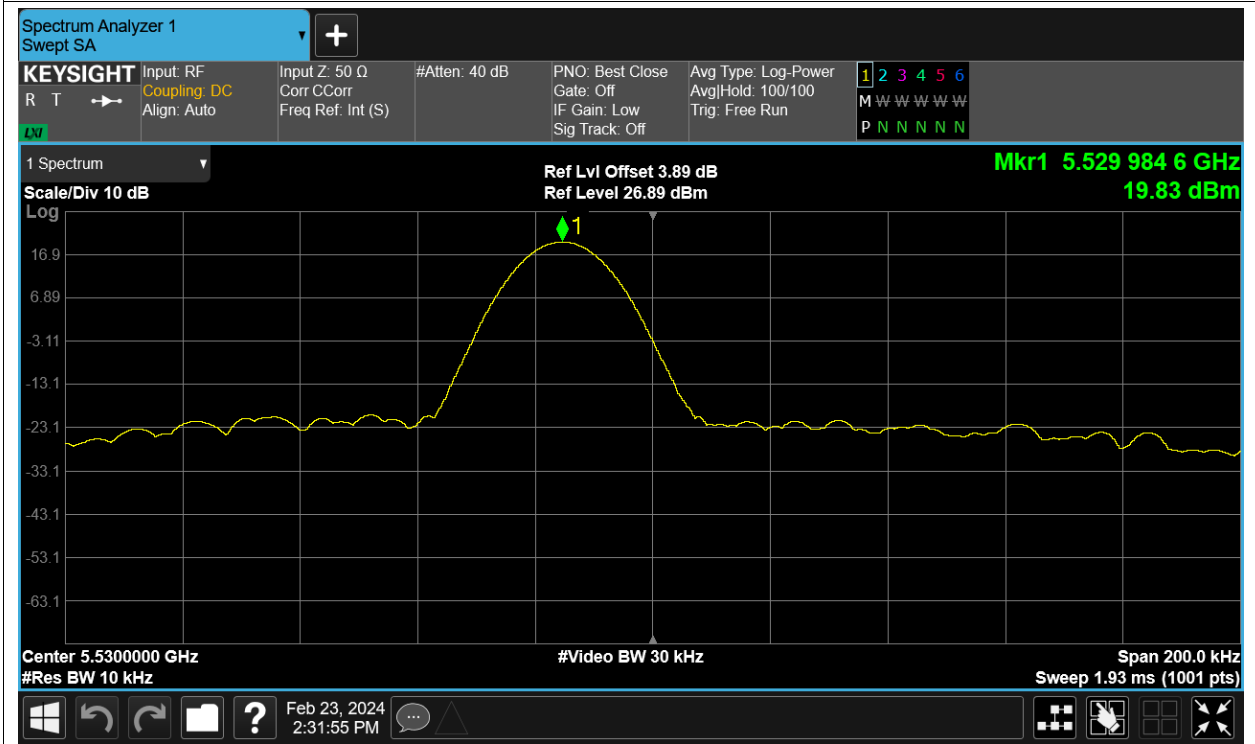 Spectrum Analyzer 1
Swept SA
+
KEYSIGHT
R T
LXI
Input: RF
Coupling: DC
Align: Auto
Input Z: 50 Ω
Corr CCorr
Freq Ref: Int (S)
#Atten: 40 dB
PNO: Best Close
Gate: Off
IF Gain: Low
Sig Track: Off
Avg Type: Log-Power
Avg|Hold: 100/100
Trig: Free Run
1 2 3 4 5 6
M W W W W W
P N N N N N
1 Spectrum
Scale/Div 10 dB
Log
Ref Lvl Offset 3.89 dB
Ref Level 26.89 dBm
Mkr1 5.529 984 6 GHz
19.83 dBm
1
16.9
6.89
-3.11
-13.1
-23.1
-33.1
-43.1
-53.1
-63.1
Center 5.5300000 GHz
#Res BW 10 kHz
#Video BW 30 kHz
Span 200.0 kHz
Sweep 1.93 ms (1001 pts)
?
Feb 23, 2024
2:31:55 PM